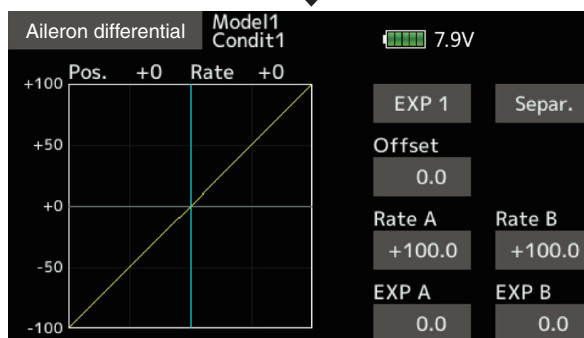 Aileron differential
Model1
Condit1
7.9V
Pos. +0 Rate +0
+100
+50
+0
-50
-100
EXP 1
Separ.
Offset
0.0
Rate A
Rate B
+100.0
+100.0
EXP A
EXP B
0.0
0.0